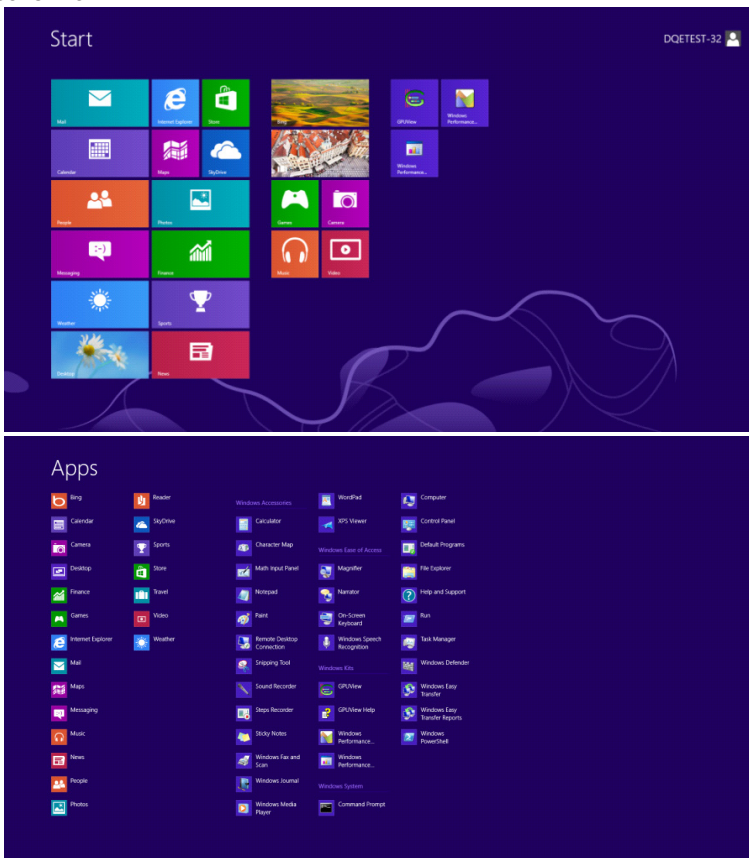 Start
DQETEST-32
Mail
Internet Explorer
Store
GPUView
Windows
Performance...
Calendar
Maps
SkyDrive
Windows
Performance...
People
Photos
Games
Camera
Messaging
Finance
Music
Video
Weather
Sports
Desktop
News
Apps
Bing
Calendar
Camera
Desktop
Finance
Games
Internet Explorer
Mail
Maps
Messaging
Music
News
People
Photos
Reader
SkyDrive
Sports
Store
Travel
Video
Weather
Windows Accessories
Calculator
Character Map
Math Input Panel
Notepad
Paint
Remote Desktop
Connection
Snipping Tool
Sound Recorder
Steps Recorder
Sticky Notes
Windows Fax and
Scan
Windows Journal
Windows Media
Player
WordPad
XPS Viewer
Windows Ease of Access
Magnifier
Narrator
On-Screen
Keyboard
Windows Speech
Recognition
Windows Kits
GPUView
GPUView Help
Windows
Performance...
Windows
Performance...
Windows System
Command Prompt
Computer
Control Panel
Default Programs
File Explorer
Help and Support
Run
Task Manager
Windows Defender
Windows Easy
Transfer
Windows Easy
Transfer Reports
Windows
PowerShell